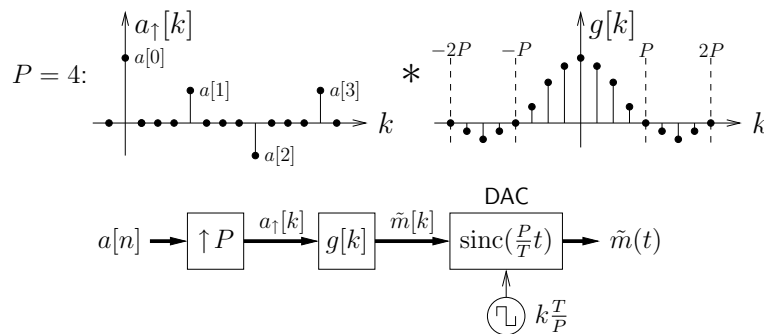 a↑[k]
g[k]
−2P
−P
P
2P
a[0]
P = 4:
a[1]
a[3]
*
k
k
a[2]
DAC
a[n]
↑P
a↑[k]
g[k]
m̃[k]
sinc(P/T t)
m̃(t)
k T/P